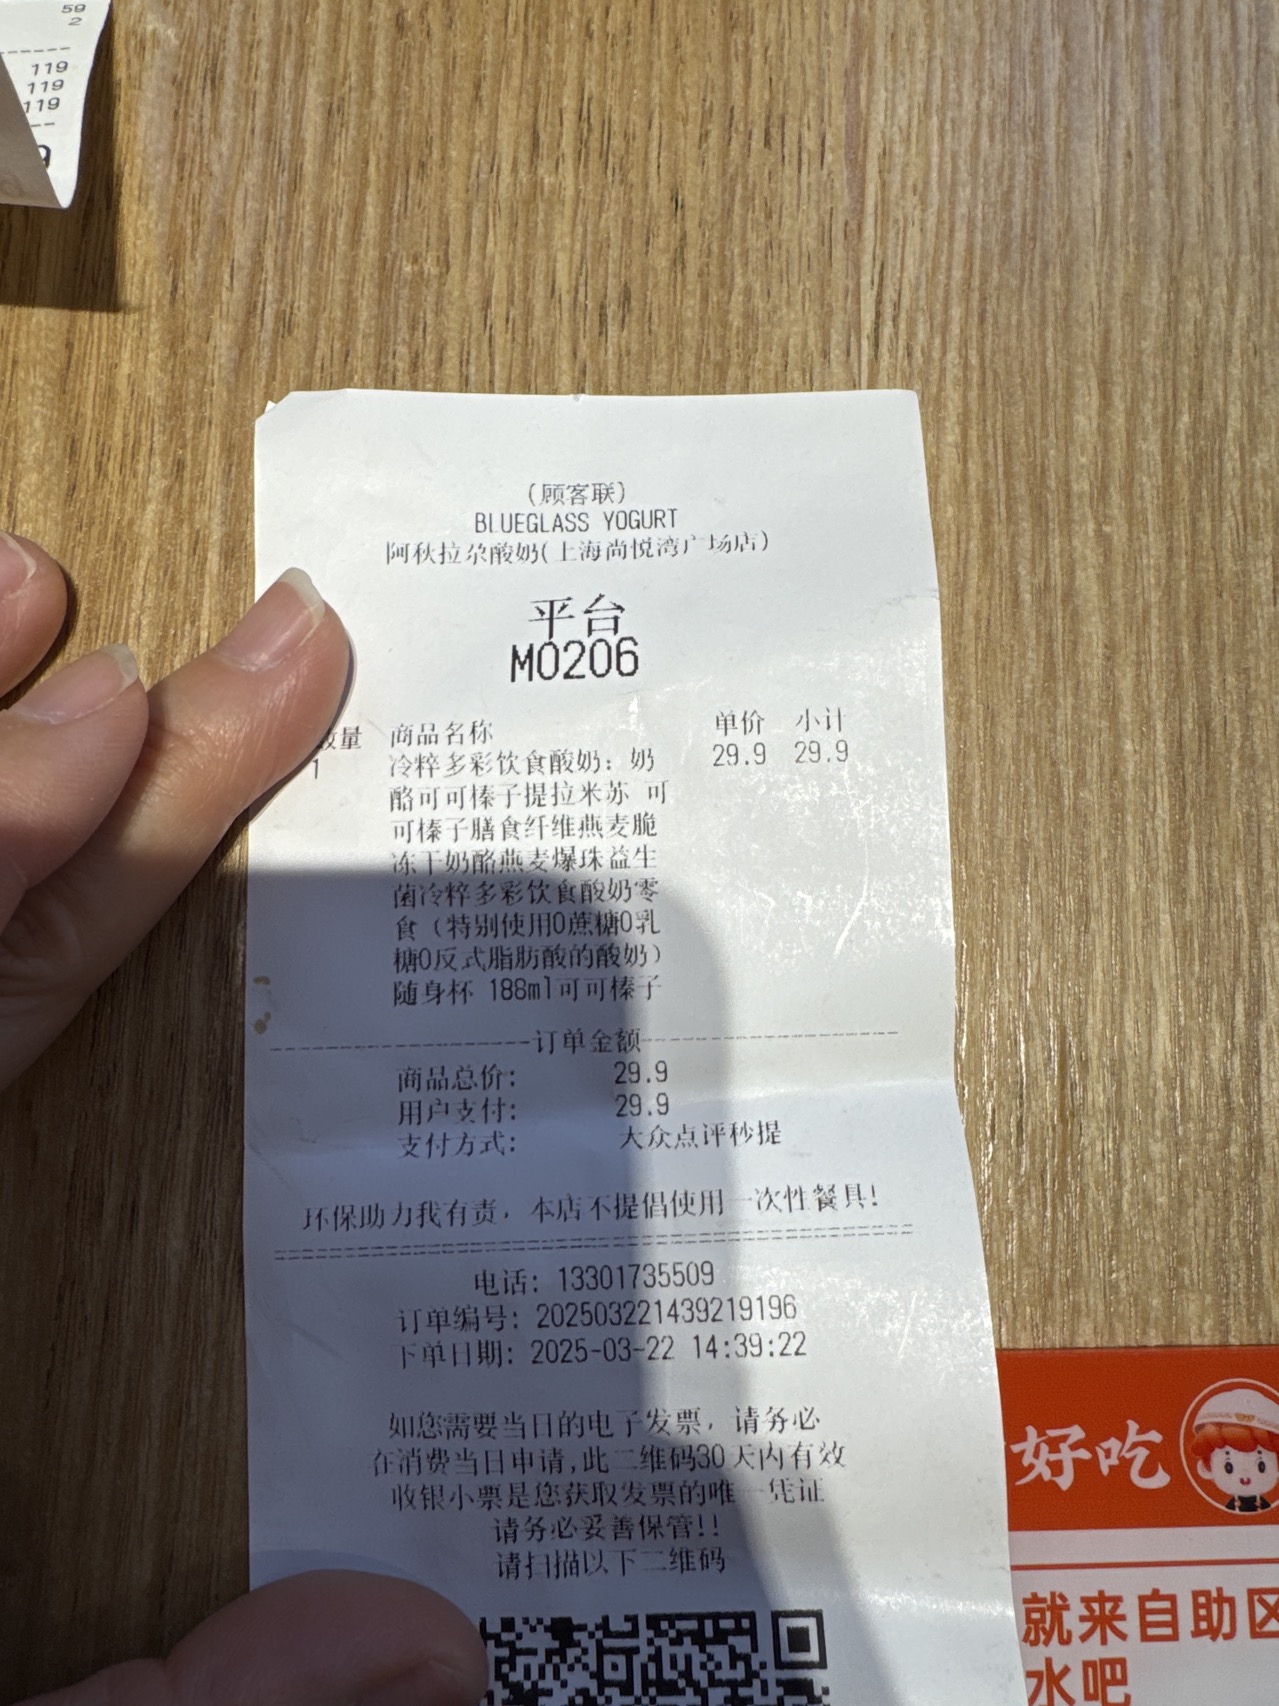 59
2
119
119
119
9
(顾客联)
BLUEGLASS YOGURT
阿秋拉尕酸奶(上海尚悦湾广场店)
平台
M0206
数量 商品名称 单价 小计
1 冷粹多彩饮食酸奶: 奶 29.9 29.9
酪可可榛子提拉米苏 可
可榛子膳食纤维燕麦脆
冻干奶酪燕麦爆珠益生
菌冷粹多彩饮食酸奶零
食(特别使用0蔗糖0乳
糖0反式脂肪酸的酸奶)
随身杯 188ml可可榛子
订单金额
商品总价: 29.9
用户支付: 29.9
支付方式: 大众点评秒提
环保助力我有责, 本店不提倡使用一次性餐具!
电话: 13301735509
订单编号: 202503221439219196
下单日期: 2025-03-22 14:39:22
如您需要当日的电子发票, 请务必
在消费当日申请,此二维码30天内有效
收银小票是您获取发票的唯一凭证
请务必妥善保管!!
请扫描以下二维码
好吃
就来自助区
水吧